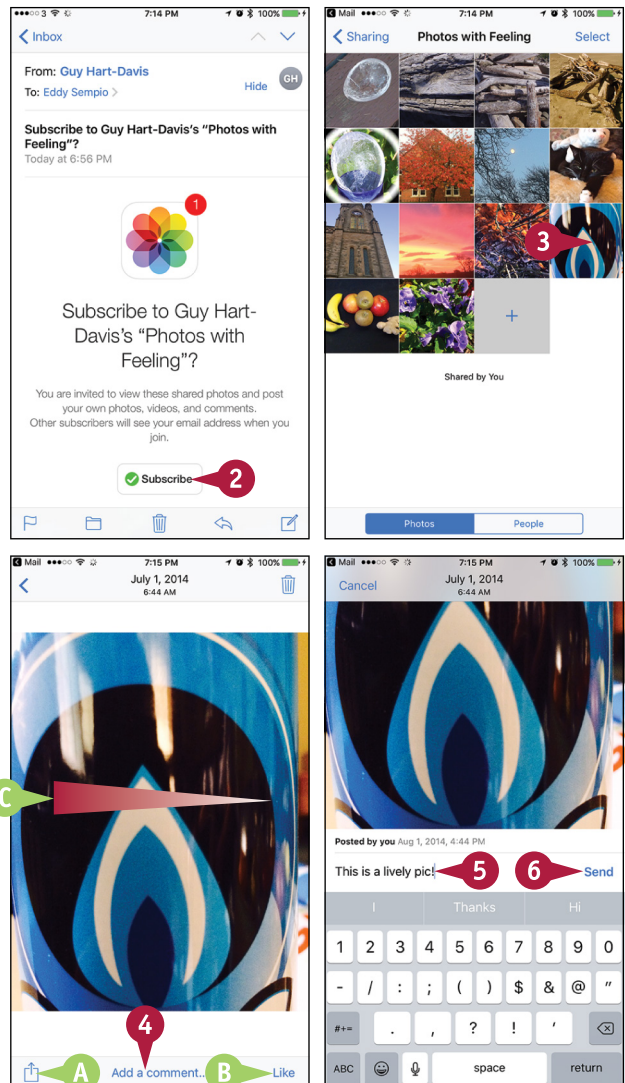 3 7:14 PM 100%
Inbox
From: Guy Hart-Davis
GH
To: Eddy Sempio
Hide
Subscribe to Guy Hart-Davis's "Photos with
Feeling"?
Today at 6:56 PM
1
Subscribe to Guy Hart-
Davis's “Photos with
Feeling”?
You are invited to view these shared photos and post
your own photos, videos, and comments.
Other subscribers will see your email address when you
join.
Subscribe
2
Mail 7:14 PM 100%
Sharing Photos with Feeling Select
3
+
Shared by You
Photos People
Mail 7:15 PM 100%
July 1, 2014
6:44 AM
C
4
A Add a comment... B Like
Mail 7:15 PM 100%
Cancel July 1, 2014
6:44 AM
Posted by you Aug 1, 2014, 4:44 PM
This is a lively pic! 5 6 Send
I Thanks Hi
1 2 3 4 5 6 7 8 9 0
- / : ; ( ) $ & @ "
#+= . , ? ! '
ABC space return